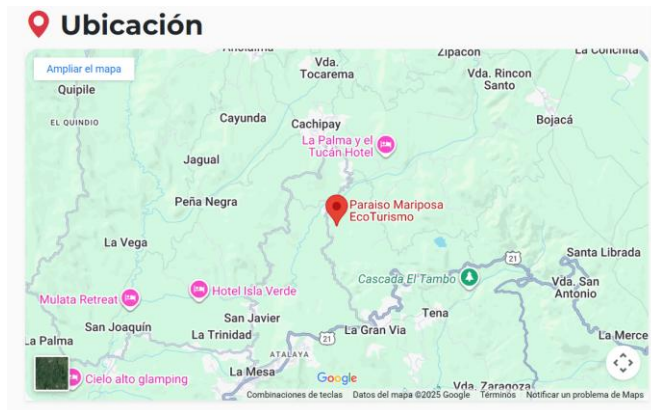 Ubicación
Zipacon
La Conchita
Ampliar el mapa
Vda.
Tocarema
Vda. Rincon
Santo
Quipile
EL QUINDIO
Cayunda
Cachipay
Bojacá
La Palma y el
Tucán Hotel
Jagual
Peña Negra
Paraiso Mariposa
EcoTurismo
La Vega
21
Santa Librada
Cascada El Tambo
Vda. San
Antonio
Mulata Retreat
Hotel Isla Verde
San Joaquín
San Javier
La Trinidad
Tena
La Gran Via
21
La Palma
La Merce
ATALAYA
La Mesa
Cielo alto glamping
Google
Vda. Zaragoza
Combinaciones de teclas
Datos del mapa ©2025 Google
Términos
Notificar un problema de Maps